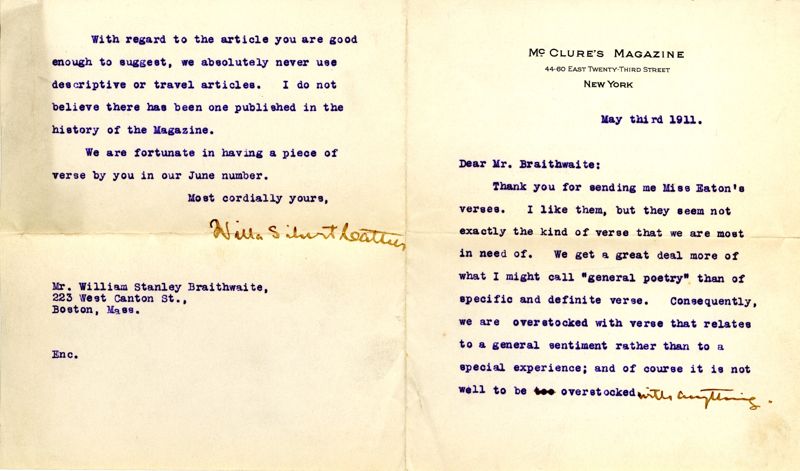 MCCLURE'S MAGAZINE
44-60 EAST TWENTY-THIRD STREET
NEW YORK
May third 1911.
Dear Mr. Braithwaite:
Thank you for sending me Miss Eaton's
verses. I like them, but they seem not
exactly the kind of verse that we are most
in need of. We get a great deal more of
what I might call "general poetry" than of
specific and definite verse. Consequently,
we are overstocked with verse that relates
to a general sentiment rather than to a
special experience; and of course it is not
well to be too overstocked with anything.
With regard to the article you are good
enough to suggest, we absolutely never use
descriptive or travel articles. I do not
believe there has been one published in the
history of the Magazine.
We are fortunate in having a piece of
verse by you in our June number.
Most cordially yours,
Willa Sibert Cather
Mr. William Stanley Braithwaite,
223 West Canton St.,
Boston, Mass.
Enc.